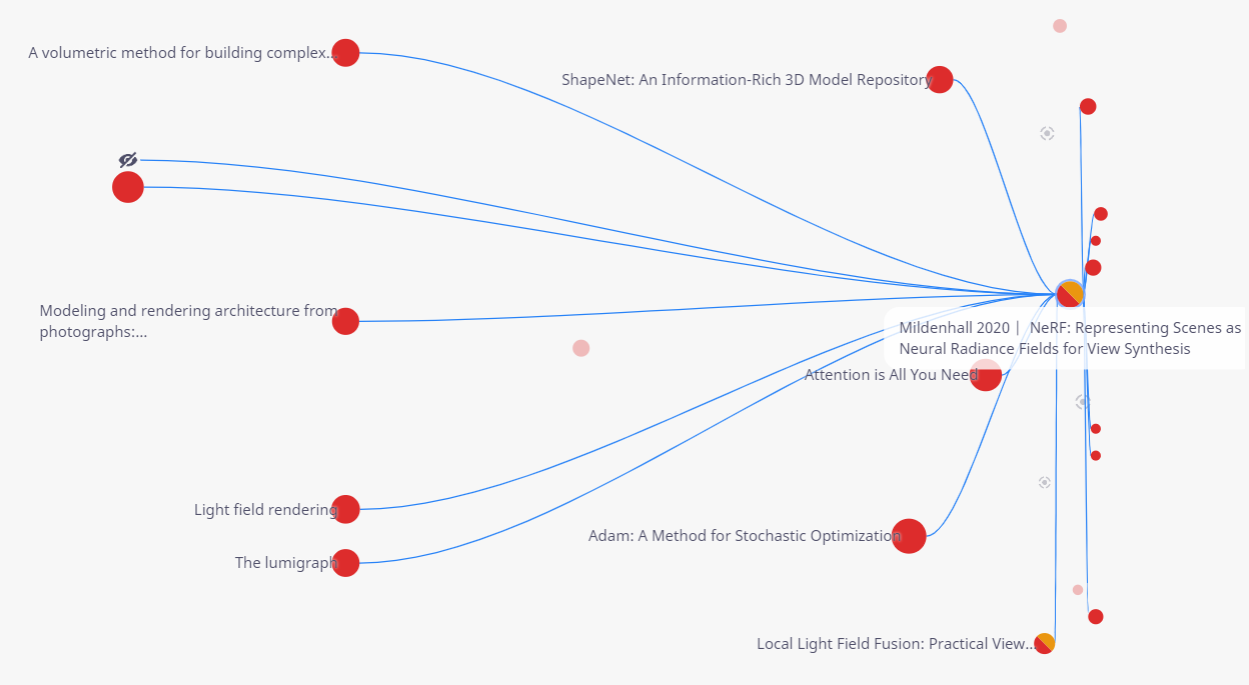 A volumetric method for building complex...
ShapeNet: An Information-Rich 3D Model Repository
Modeling and rendering architecture from
photographs:...
Mildenhall 2020 | NeRF: Representing Scenes as
Neural Radiance Fields for View Synthesis
Attention is All You Need
Light field rendering
Adam: A Method for Stochastic Optimization
The lumigraph
Local Light Field Fusion: Practical View...